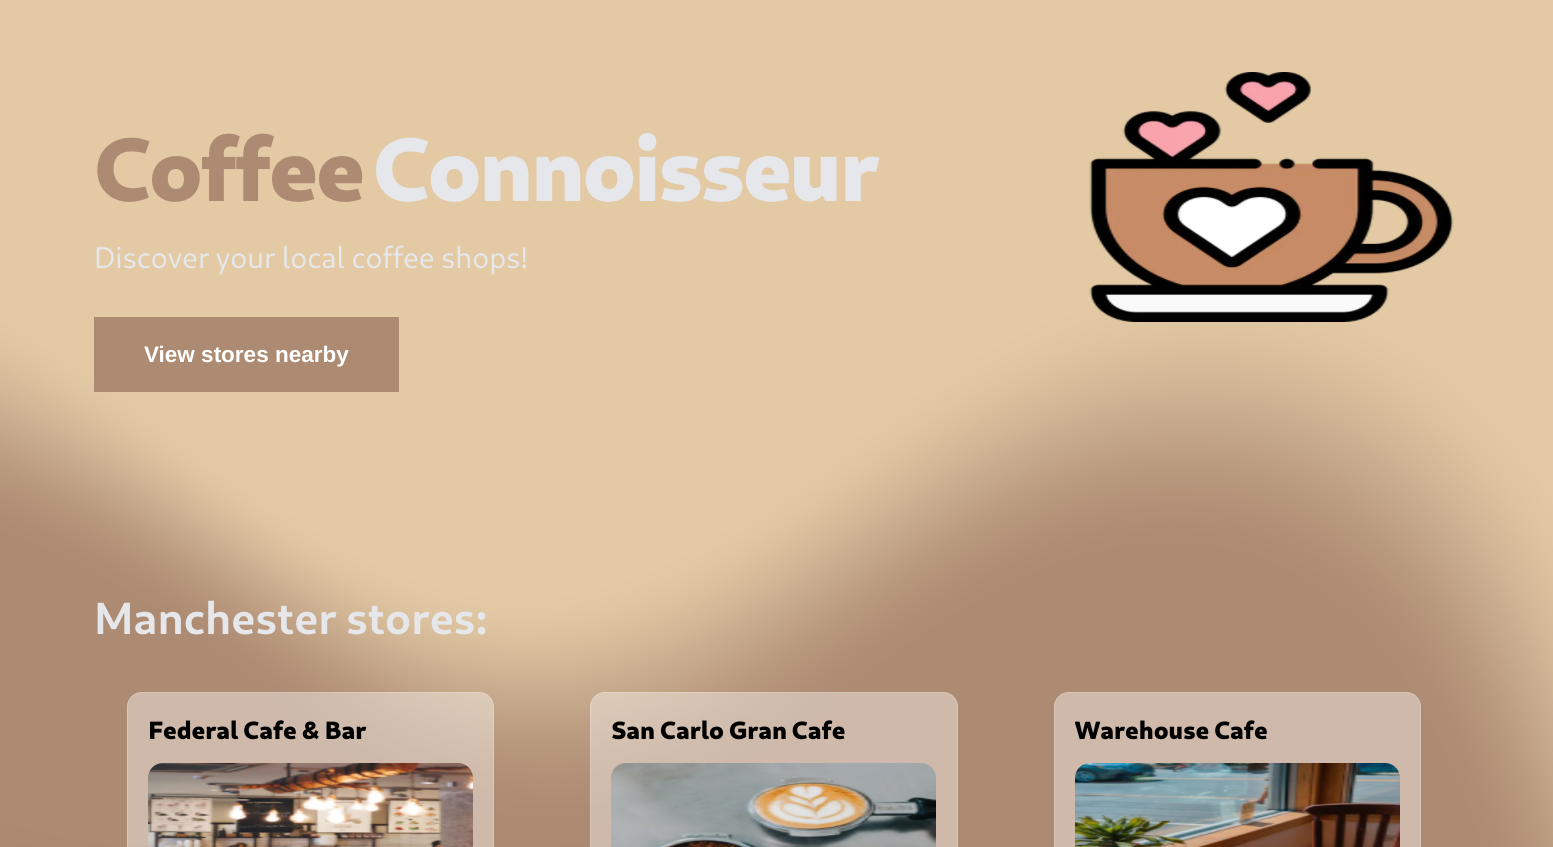 Coffee Connoisseur
Discover your local coffee shops!
View stores nearby
Manchester stores:
Federal Cafe & Bar
San Carlo Gran Cafe
Warehouse Cafe